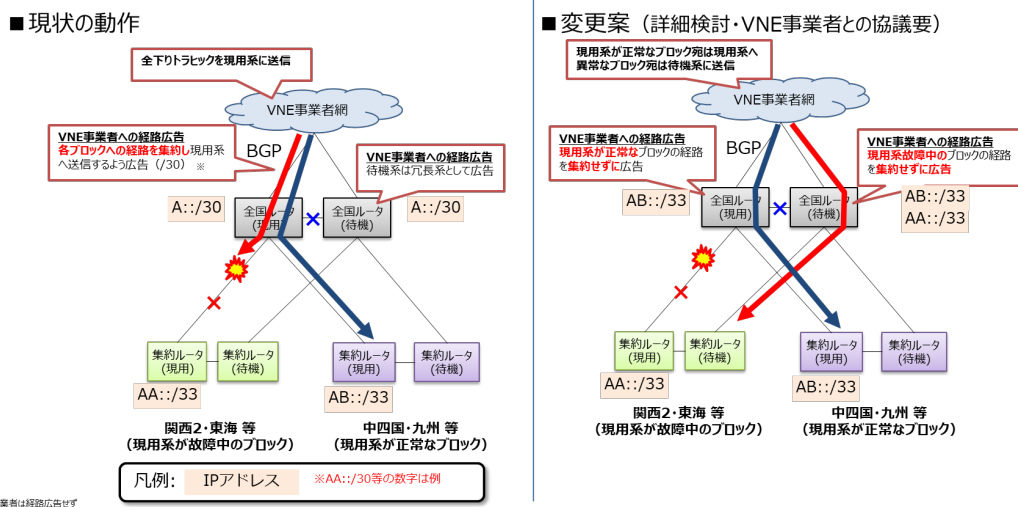 ■現状の動作
全下りトラヒックを現用系に送信
VNE事業者網
VNE事業者への経路広告
各ブロックへの経路を集約し現用系
へ送信するよう広告（/30） ※
BGP
VNE事業者への経路広告
待機系は冗長系として広告
A::/30
全国ルータ
(現用)
全国ルータ
(待機)
A::/30
集約ルータ
(現用)
集約ルータ
(待機)
集約ルータ
(現用)
集約ルータ
(待機)
AA::/33
AB::/33
関西2・東海 等
（現用系が故障中のブロック）
中四国・九州 等
（現用系が正常なブロック）
凡例:
IPアドレス
※AA::/30等の数字は例
業者は経路広告せず
■変更案（詳細検討・VNE事業者との協議要）
現用系が正常なブロック宛は現用系へ
異常なブロック宛は待機系に送信
VNE事業者網
VNE事業者への経路広告
現用系が正常なブロックの経路
を集約せずに広告
BGP
VNE事業者への経路広告
現用系故障中のブロックの経路
を集約せずに広告
AB::/33
全国ルータ
(現用)
全国ルータ
(待機)
AB::/33
AA::/33
集約ルータ
(現用)
集約ルータ
(待機)
集約ルータ
(現用)
集約ルータ
(待機)
AA::/33
AB::/33
関西2・東海 等
（現用系が故障中のブロック）
中四国・九州 等
（現用系が正常なブロック）